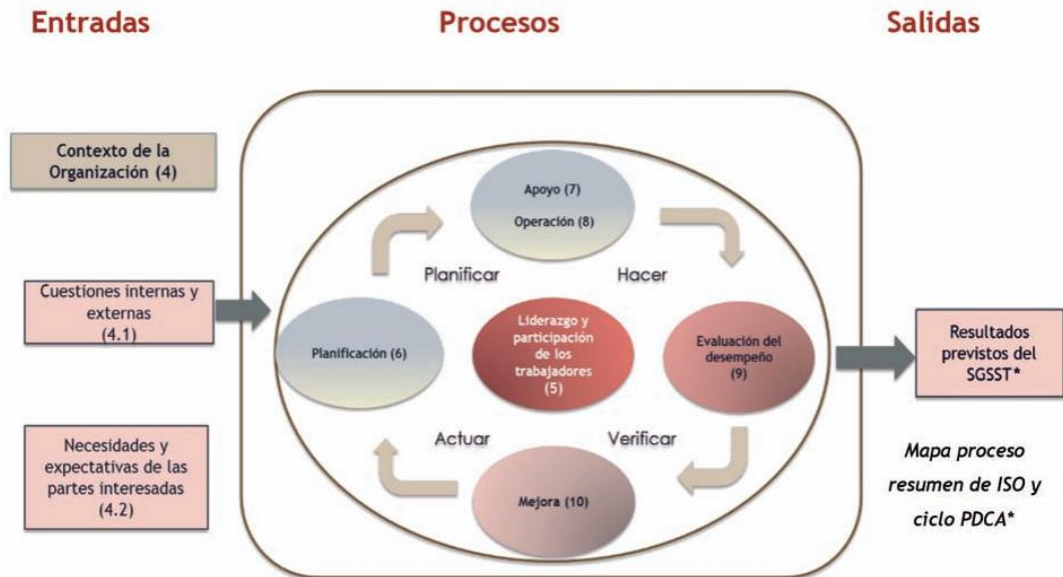 Entradas
Procesos
Salidas
Contexto de la
Organización (4)
Cuestiones internas y
externas
(4.1)
Necesidades y
expectativas de las
partes interesadas
(4.2)
Apoyo (7)
Operación (8)
Planificar
Hacer
Planificación (6)
Liderazgo y
participación
de los
trabajadores
(5)
Evaluación del
desempeño
(9)
Actuar
Verificar
Mejora (10)
Resultados
previstos del
SGSST*
Mapa proceso
resumen de ISO y
ciclo PDCA*